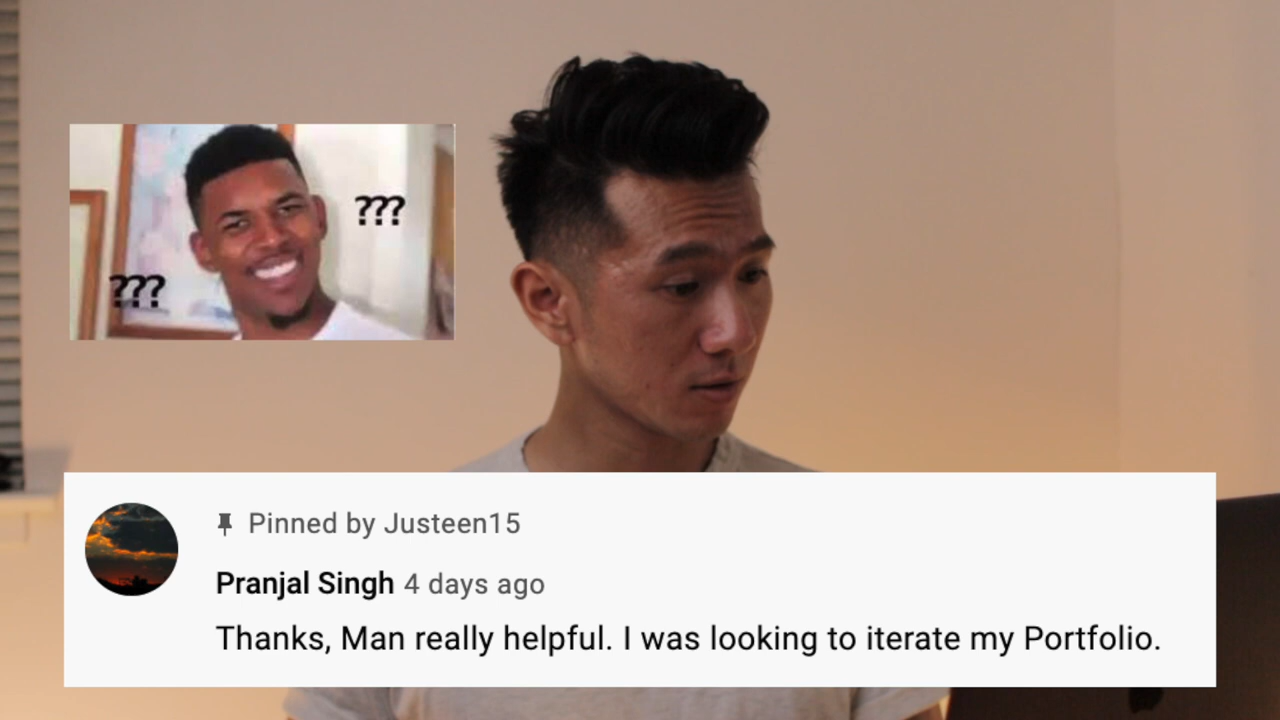 ???
???
Pinned by Justeen15
Pranjal Singh 4 days ago
Thanks, Man really helpful. I was looking to iterate my Portfolio.